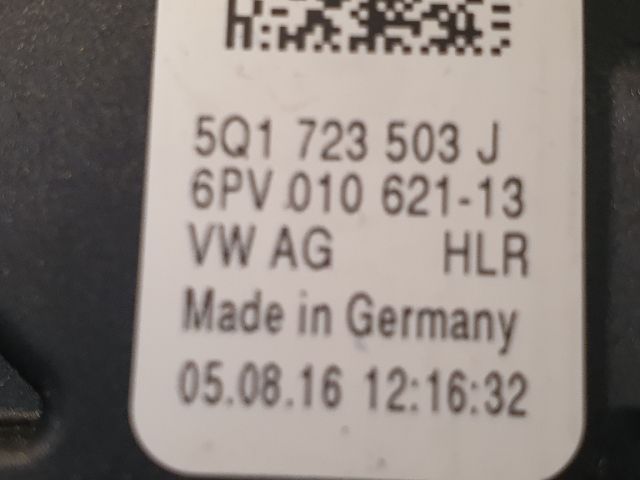 5Q1 723 503 J
6PV 010 621-13
VW AG HLR
Made in Germany
05.08.16 12:16:32